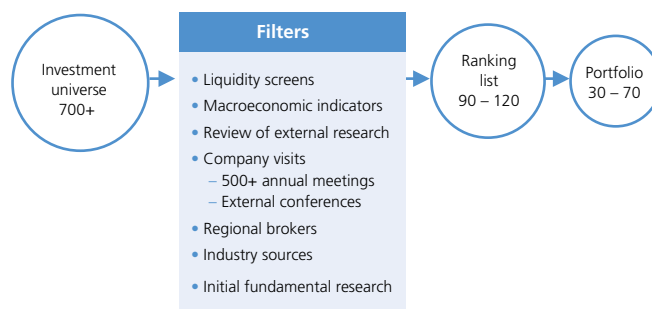 Investment
universe
700+
Filters
• Liquidity screens
• Macroeconomic indicators
• Review of external research
• Company visits
– 500+ annual meetings
– External conferences
• Regional brokers
• Industry sources
• Initial fundamental research
Ranking
list
90 – 120
Portfolio
30 – 70